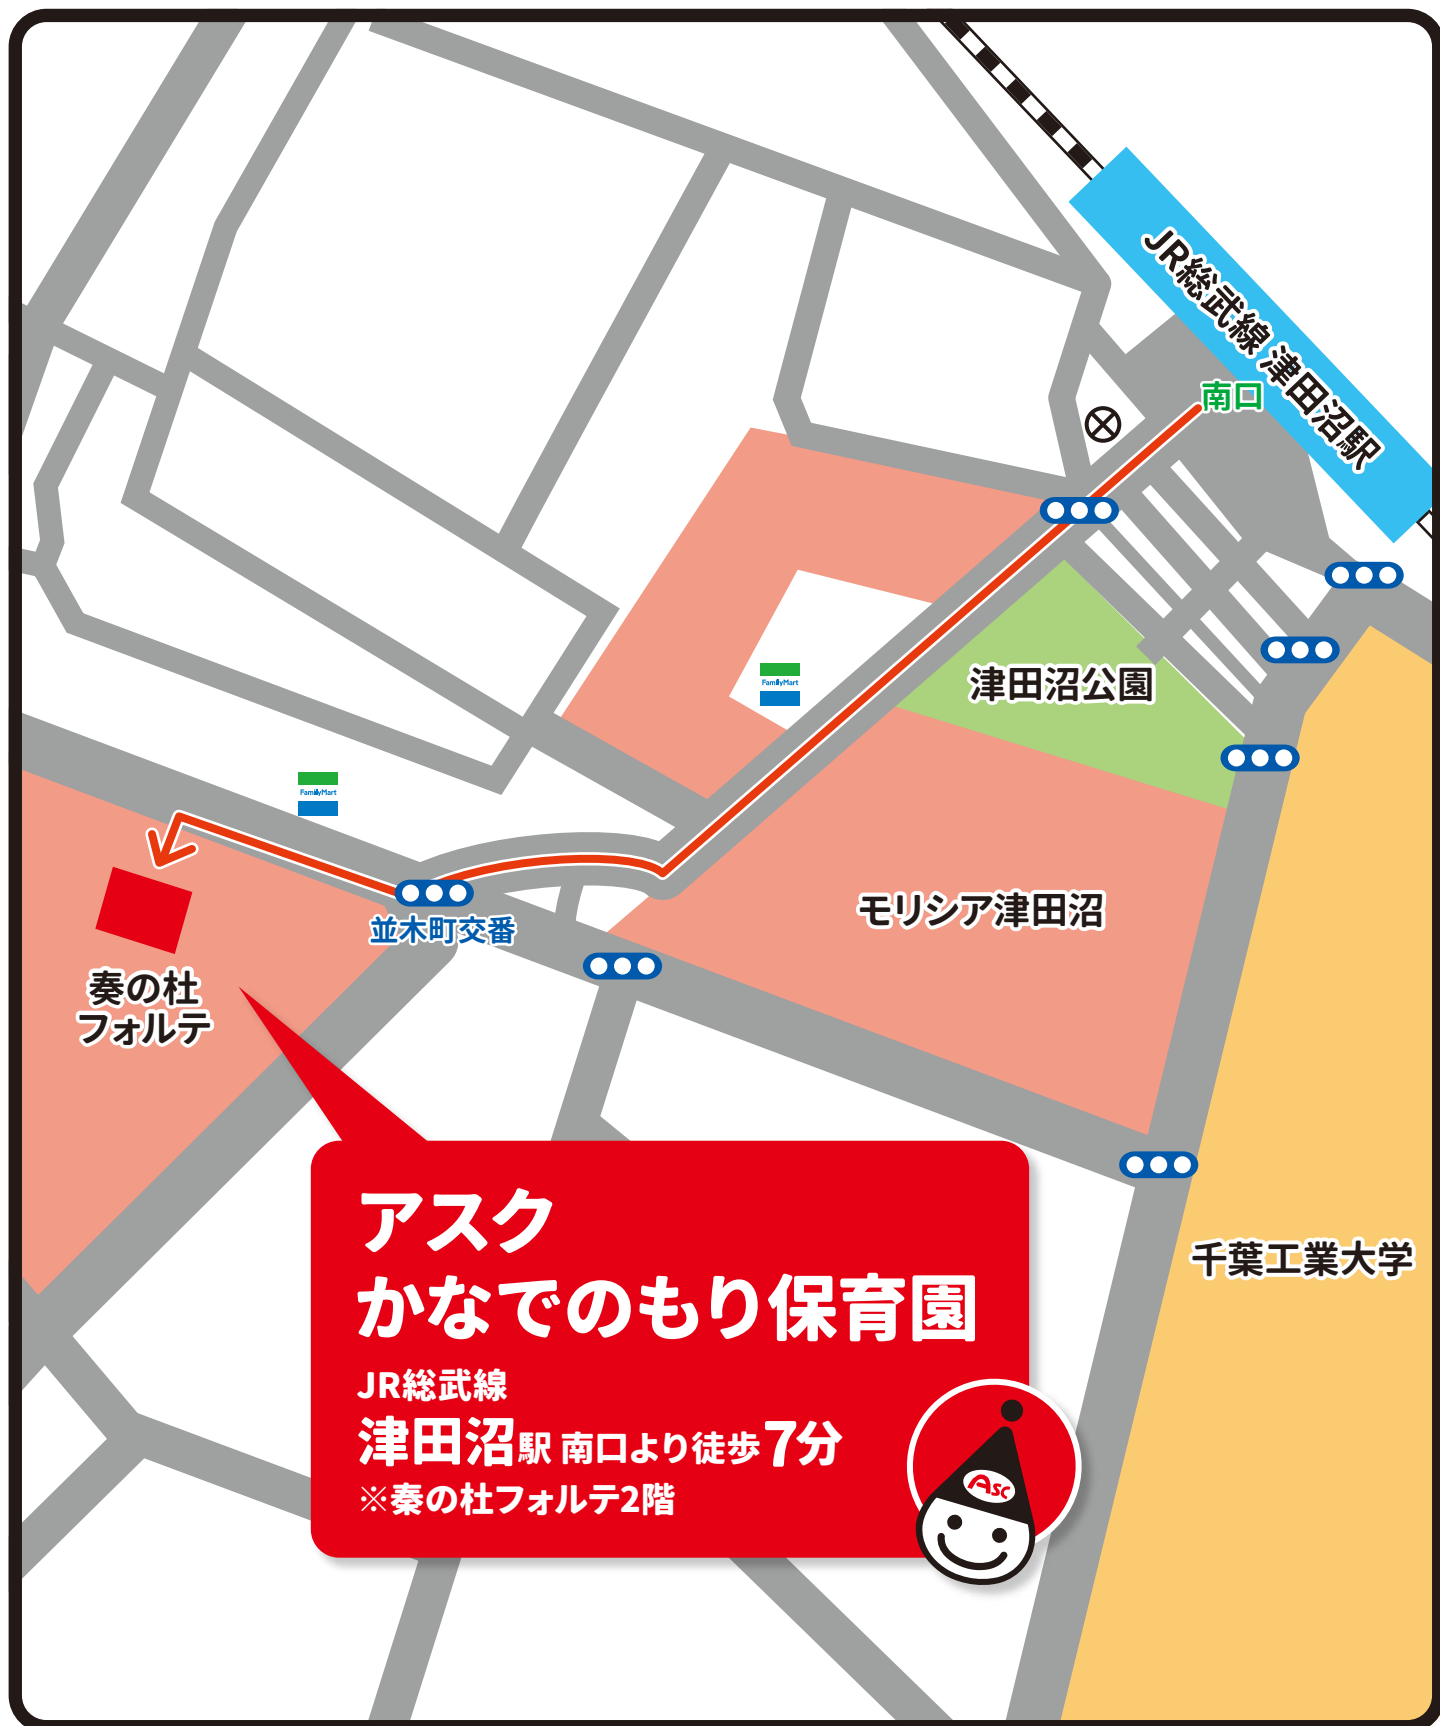 JR総武線 津田沼駅
南口
津田沼公園
FamilyMart
FamilyMart
モリシア津田沼
並木町交番
奏の杜
フォルテ
千葉工業大学
アスク
かなでのもり保育園
JR総武線
津田沼駅 南口より徒歩7分
※奏の杜フォルテ2階
ASC